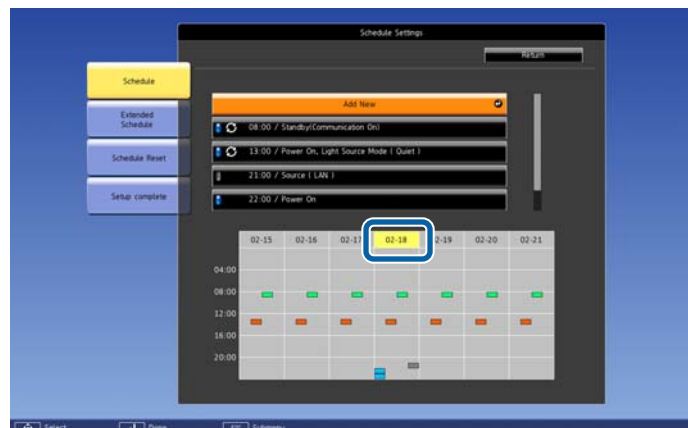 Schedule Settings
Return
Schedule
Extended
Schedule
Schedule Reset
Setup complete
Add New
08:00 / Standby(Communication On)
13:00 / Power On, Light Source Mode ( Quiet )
21:00 / Source ( LAN )
22:00 / Power On
02-15 02-16 02-17 02-18 02-19 02-20 02-21
04:00
08:00
12:00
16:00
20:00
Select